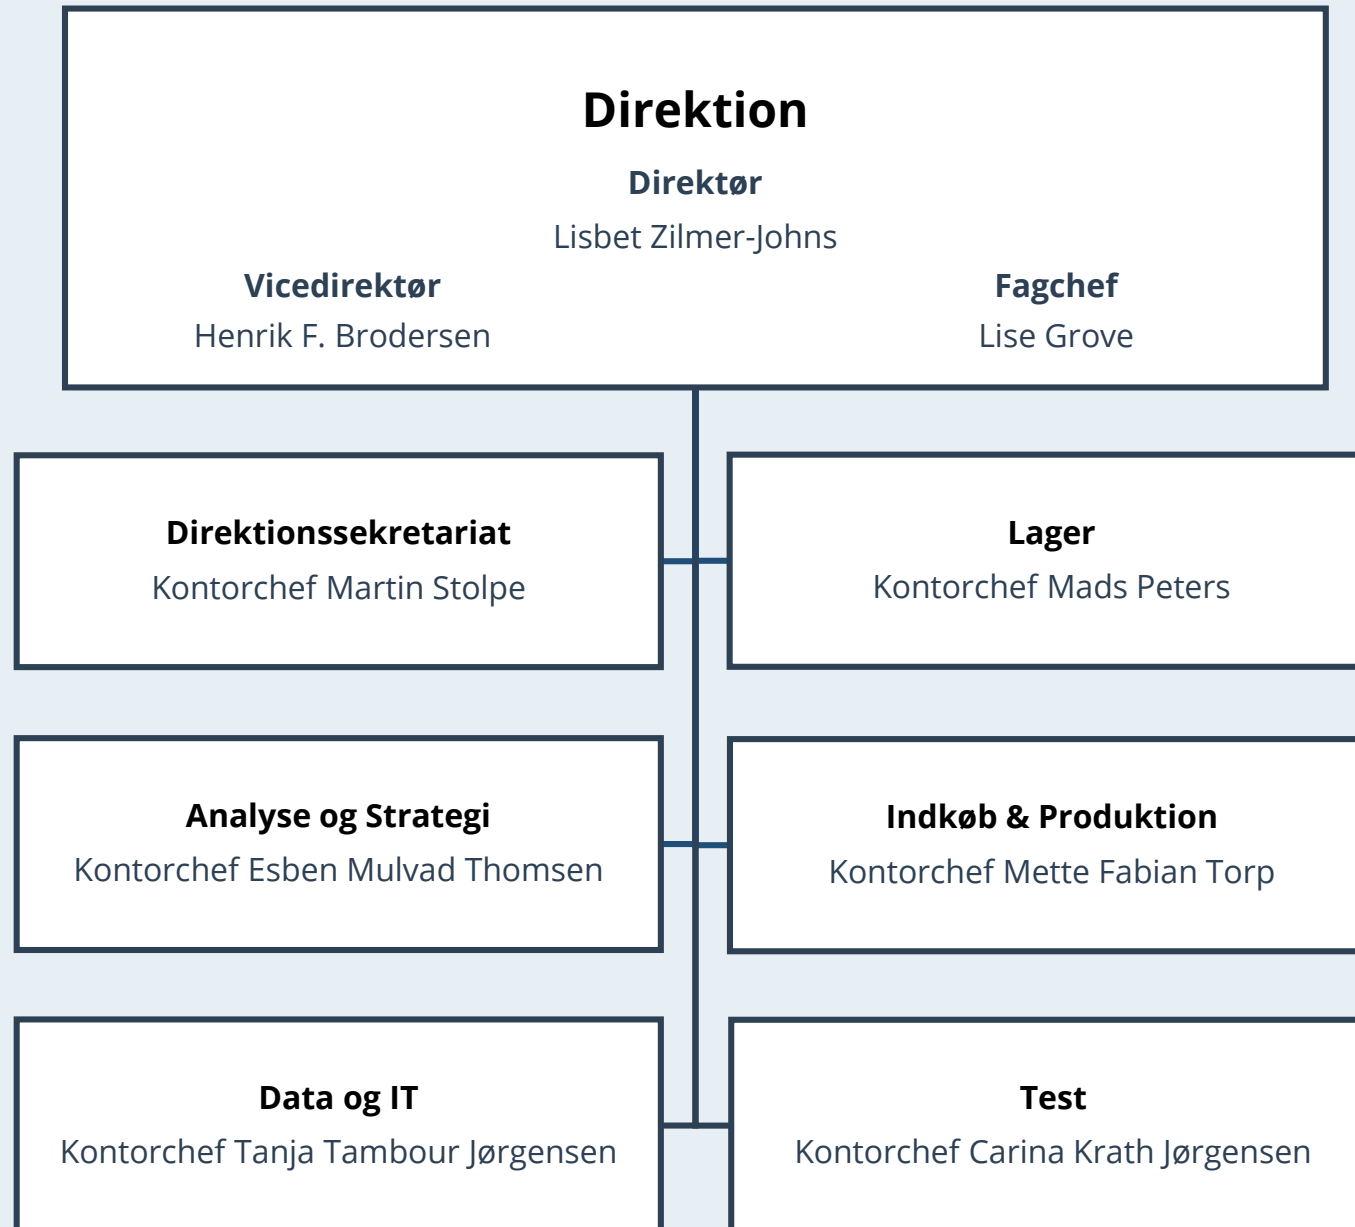 Direktion
Direktør
Lisbet Zilmer-Johns
Vicedirektør
Henrik F. Brodersen
Fagchef
Lise Grove
Direktionssekretariat
Kontorchef Martin Stolpe
Lager
Kontorchef Mads Peters
Analyse og Strategi
Kontorchef Esben Mulvad Thomsen
Indkøb & Produktion
Kontorchef Mette Fabian Torp
Data og IT
Kontorchef Tanja Tambour Jørgensen
Test
Kontorchef Carina Krath Jørgensen